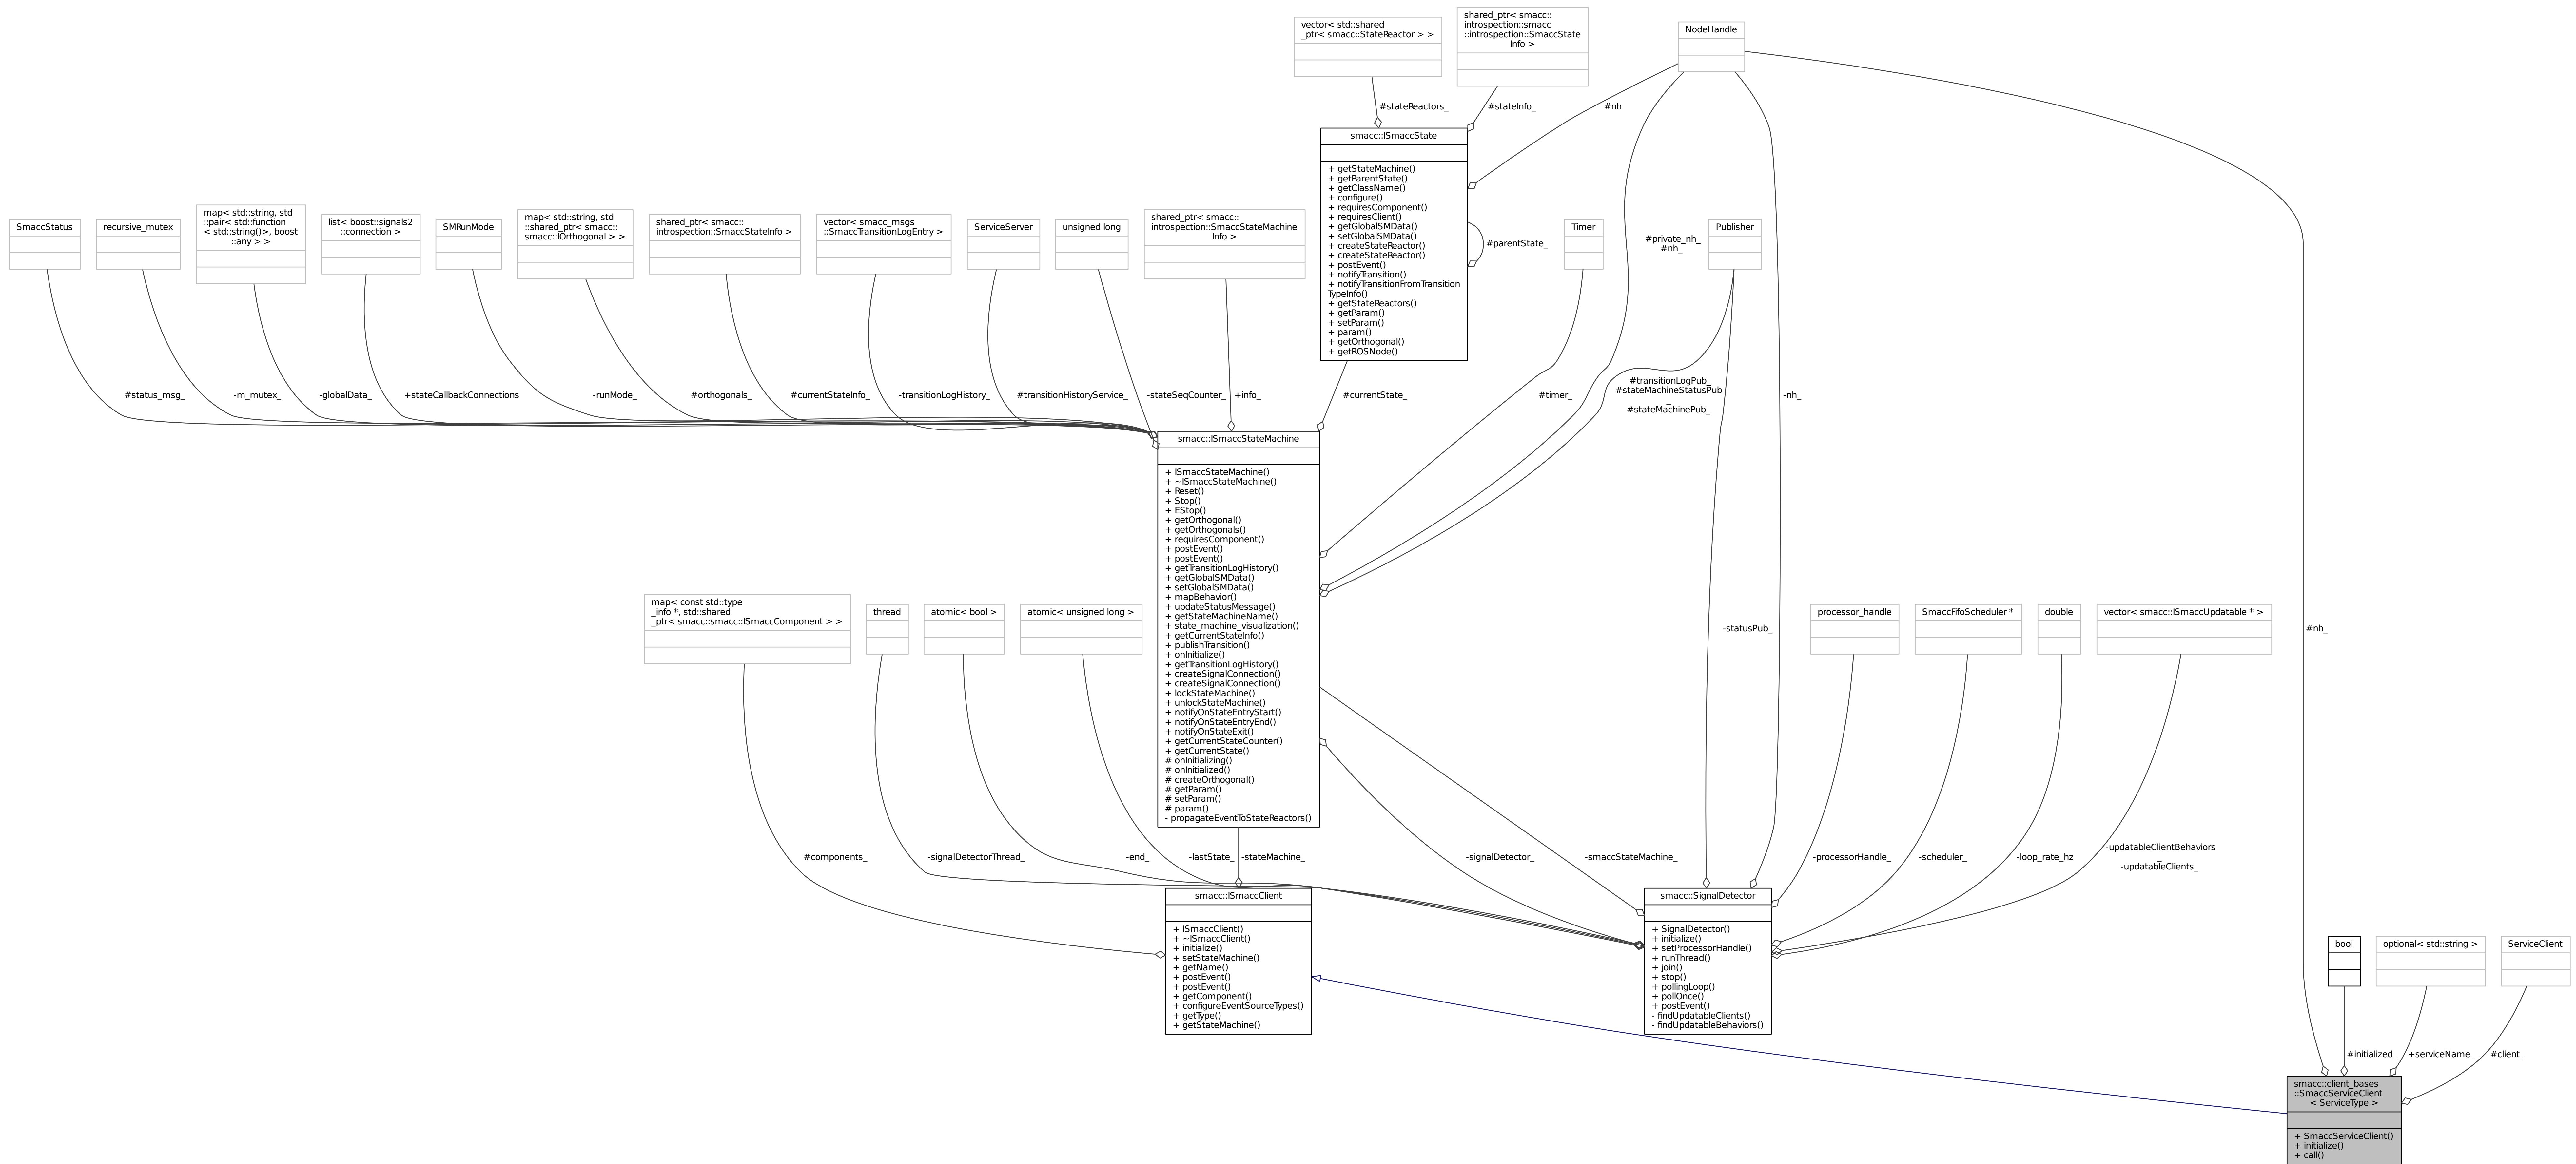 vector< std::shared
_ptr< smacc::StateReactor > >
shared_ptr< smacc::
introspection::smacc
::introspection::SmaccState
Info >
NodeHandle
#stateReactors_
#stateInfo_
#nh
smacc::ISmaccState
+ getStateMachine()
+ getParentState()
+ getClassName()
+ configure()
+ requiresComponent()
+ requiresClient()
+ getGlobalSMData()
+ setGlobalSMData()
+ createStateReactor()
+ createStateReactor()
+ postEvent()
+ notifyTransition()
+ notifyTransitionFromTransition
TypeInfo()
+ getStateReactors()
+ getParam()
+ setParam()
+ param()
+ getOrthogonal()
+ getROSNode()
#parentState_
SmaccStatus
recursive_mutex
map< std::string, std
::pair< std::function
< std::string()>, boost
::any > >
list< boost::signals2
::connection >
SMRunMode
map< std::string, std
::shared_ptr< smacc::
smacc::IOrthogonal > >
shared_ptr< smacc::
introspection::SmaccStateInfo >
vector< smacc_msgs
::SmaccTransitionLogEntry >
ServiceServer
unsigned long
shared_ptr< smacc::
introspection::SmaccStateMachine
Info >
Timer
#private_nh_
#nh_
Publisher
#status_msg_
-m_mutex_
-globalData_
+stateCallbackConnections
-runMode_
#orthogonals_
#currentStateInfo_
-transitionLogHistory_
#transitionHistoryService_
-stateSeqCounter_
+info_
#currentState_
#timer_
#transitionLogPub_
#stateMachineStatusPub
_
#stateMachinePub_
-nh_
smacc::ISmaccStateMachine
+ ISmaccStateMachine()
+ ~ISmaccStateMachine()
+ Reset()
+ Stop()
+ EStop()
+ getOrthogonal()
+ getOrthogonals()
+ requiresComponent()
+ postEvent()
+ postEvent()
+ getTransitionLogHistory()
+ getGlobalSMData()
+ setGlobalSMData()
+ mapBehavior()
+ updateStatusMessage()
+ getStateMachineName()
+ state_machine_visualization()
+ getCurrentStateInfo()
+ publishTransition()
+ onInitialize()
+ getTransitionLogHistory()
+ createSignalConnection()
+ createSignalConnection()
+ lockStateMachine()
+ unlockStateMachine()
+ notifyOnStateEntryStart()
+ notifyOnStateEntryEnd()
+ notifyOnStateExit()
+ getCurrentStateCounter()
+ getCurrentState()
# onInitializing()
# onInitialized()
# createOrthogonal()
# getParam()
# setParam()
# param()
- propagateEventToStateReactors()
map< const std::type
_info *, std::shared
_ptr< smacc::smacc::ISmaccComponent > >
thread
atomic< bool >
atomic< unsigned long >
-statusPub_
processor_handle
SmaccFifoScheduler *
double
vector< smacc::ISmaccUpdatable * >
#nh_
#components_
-signalDetectorThread_
-end_
-lastState_
-stateMachine_
-signalDetector_
-smaccStateMachine_
-processorHandle_
-scheduler_
-loop_rate_hz
-updatableClientBehaviors
_
-updatableClients_
smacc::ISmaccClient
+ ISmaccClient()
+ ~ISmaccClient()
+ initialize()
+ setStateMachine()
+ getName()
+ postEvent()
+ postEvent()
+ getComponent()
+ configureEventSourceTypes()
+ getType()
+ getStateMachine()
smacc::SignalDetector
+ SignalDetector()
+ initialize()
+ setProcessorHandle()
+ runThread()
+ join()
+ stop()
+ pollingLoop()
+ pollOnce()
+ postEvent()
- findUpdatableClients()
- findUpdatableBehaviors()
bool
optional< std::string >
ServiceClient
#initialized_
+serviceName_
#client_
smacc::client_bases
::SmaccServiceClient
< ServiceType >
+ SmaccServiceClient()
+ initialize()
+ call()